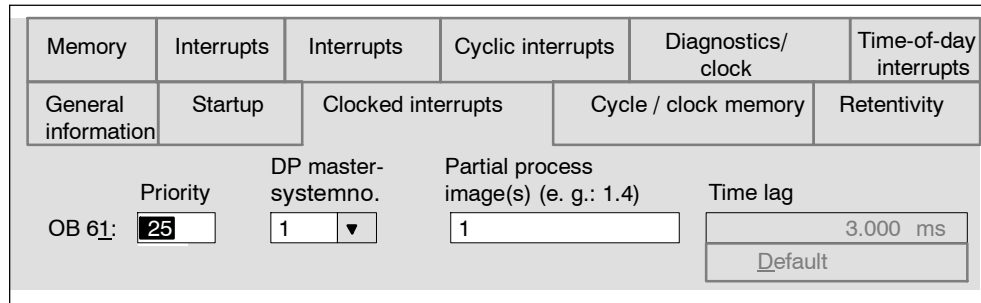 Memory
Interrupts
Interrupts
Cyclic interrupts
Diagnostics/
clock
Time-of-day
interrupts
General
information
Startup
Clocked interrupts
Cycle / clock memory
Retentivity
Priority
DP master-
systemno.
Partial process
image(s) (e. g.: 1.4)
Time lag
OB 61:
25
1
1
3.000 ms
Default